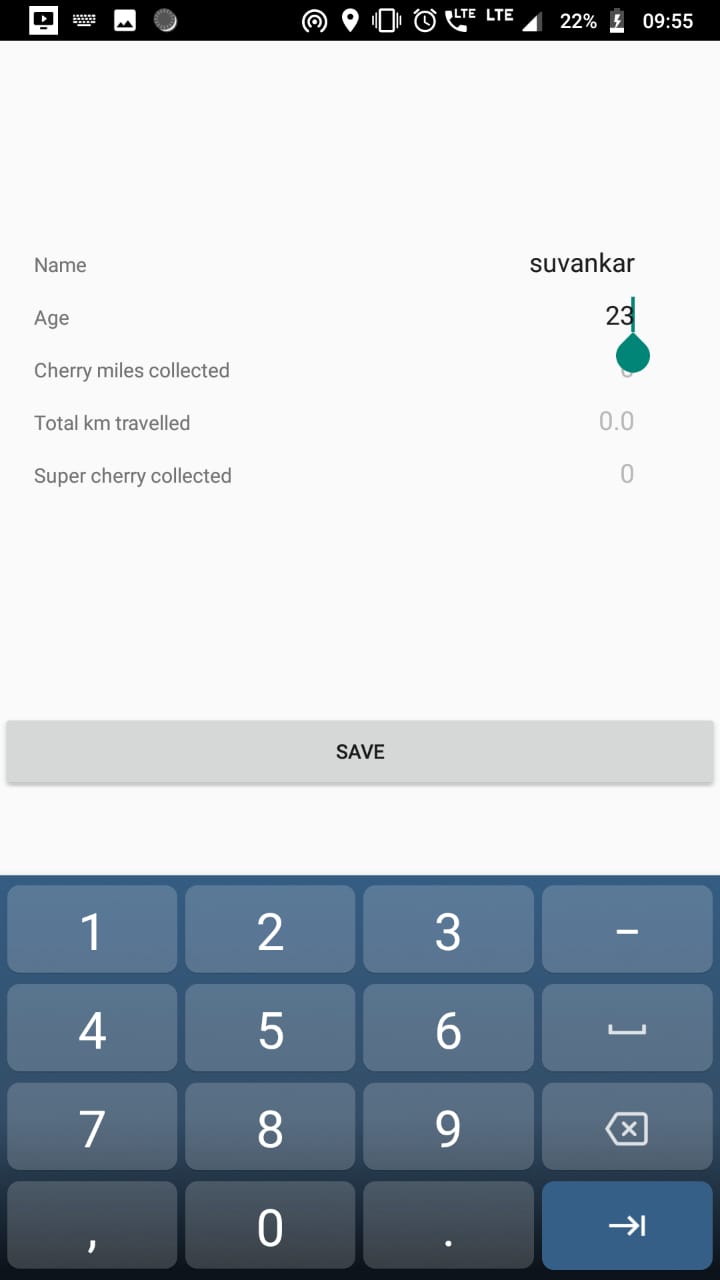 LTE LTE 22% 09:55
Name suvankar
Age 23
Cherry miles collected
Total km travelled 0.0
Super cherry collected 0
SAVE
1 2 3 –
4 5 6
7 8 9
, 0 .